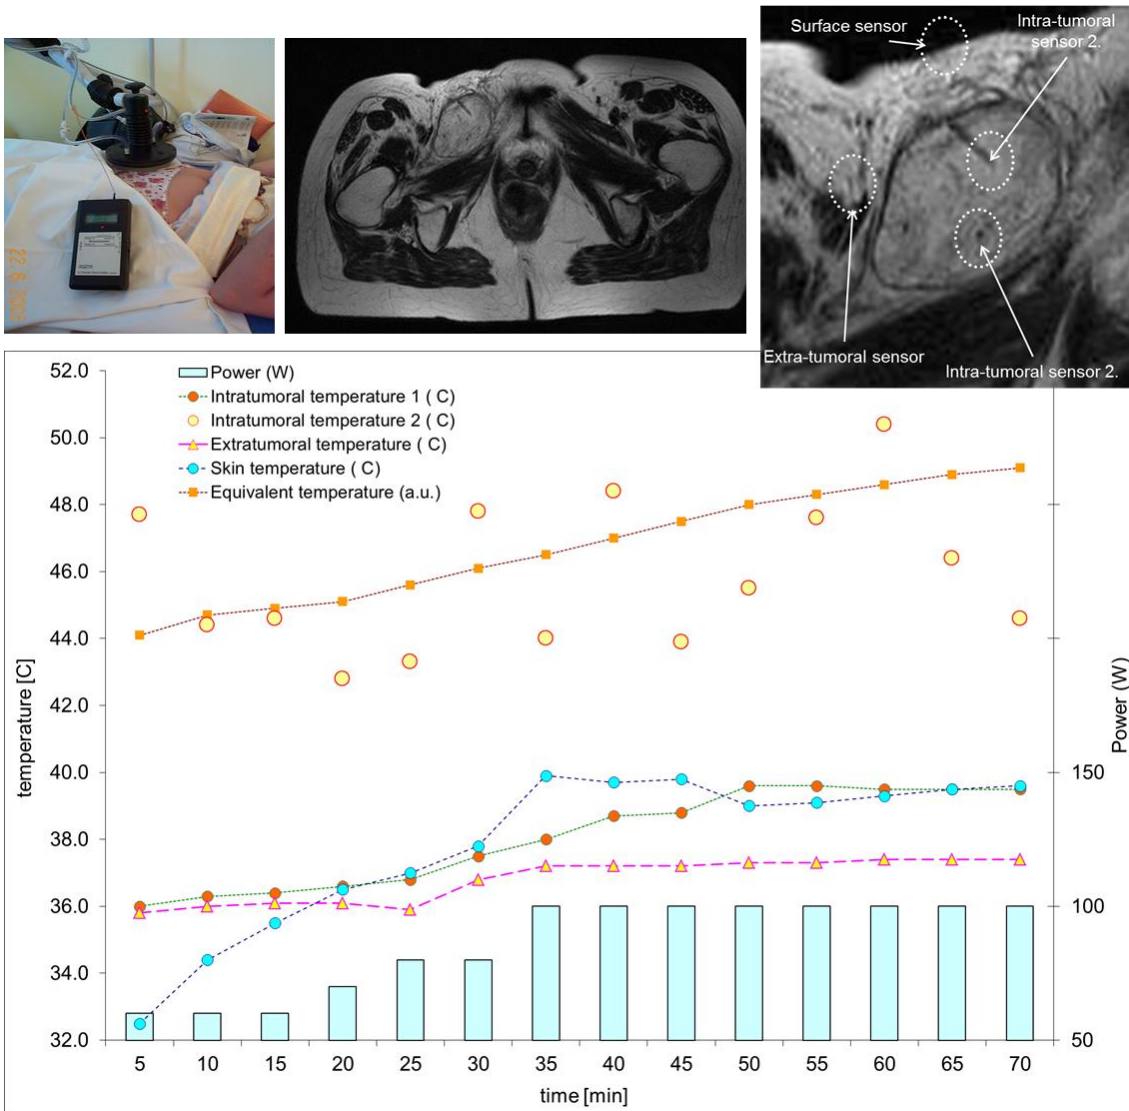 Surface sensor
Intra-tumoral
sensor 2.
Extra-tumoral sensor
Intra-tumoral sensor 2.
22 6 200
Power (W)
Intratumoral temperature 1 ( C)
Intratumoral temperature 2 ( C)
Extratumoral temperature ( C)
Skin temperature ( C)
Equivalent temperature (a.u.)
52.0
50.0
48.0
46.0
44.0
42.0
40.0
38.0
36.0
34.0
32.0
temperature [C]
150
100
50
Power (W)
5 10 15 20 25 30 35 40 45 50 55 60 65 70
time [min]